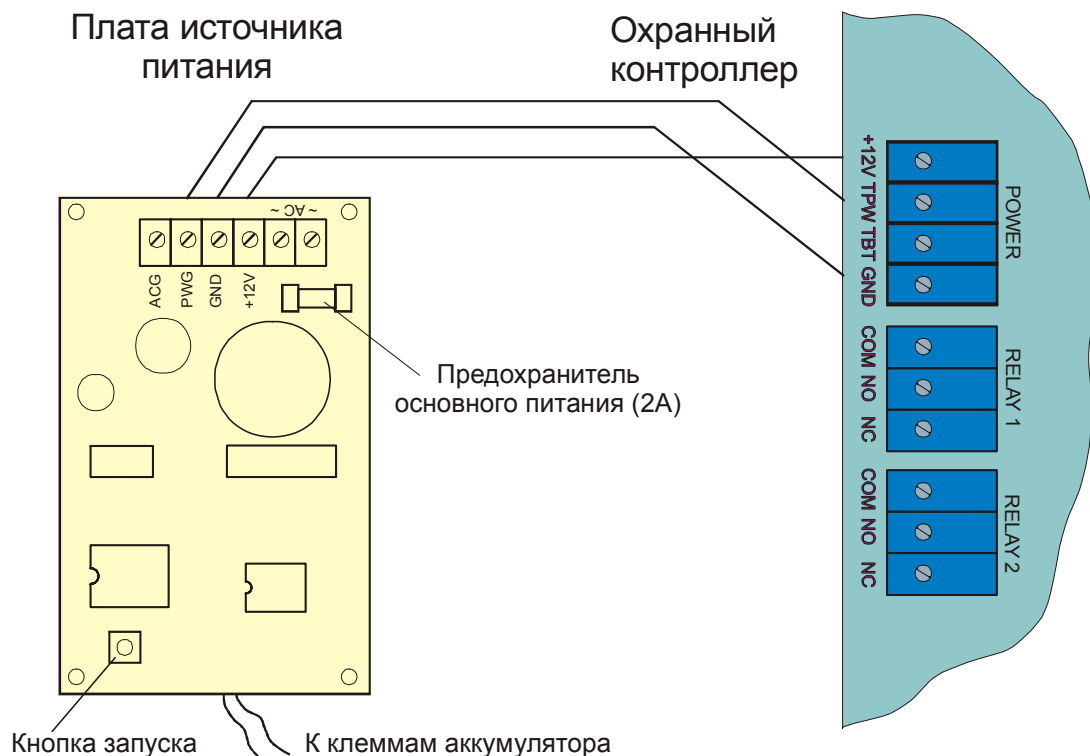 Плата источника
питания
Охранный
контроллер
~ AC ~
ACG
PWG
GND
+12V
+12V
TPW
TBT
GND
POWER
COM
NO
NC
RELAY 1
COM
NO
NC
RELAY 2
Предохранитель
основного питания (2А)
Кнопка запуска
К клеммам аккумулятора